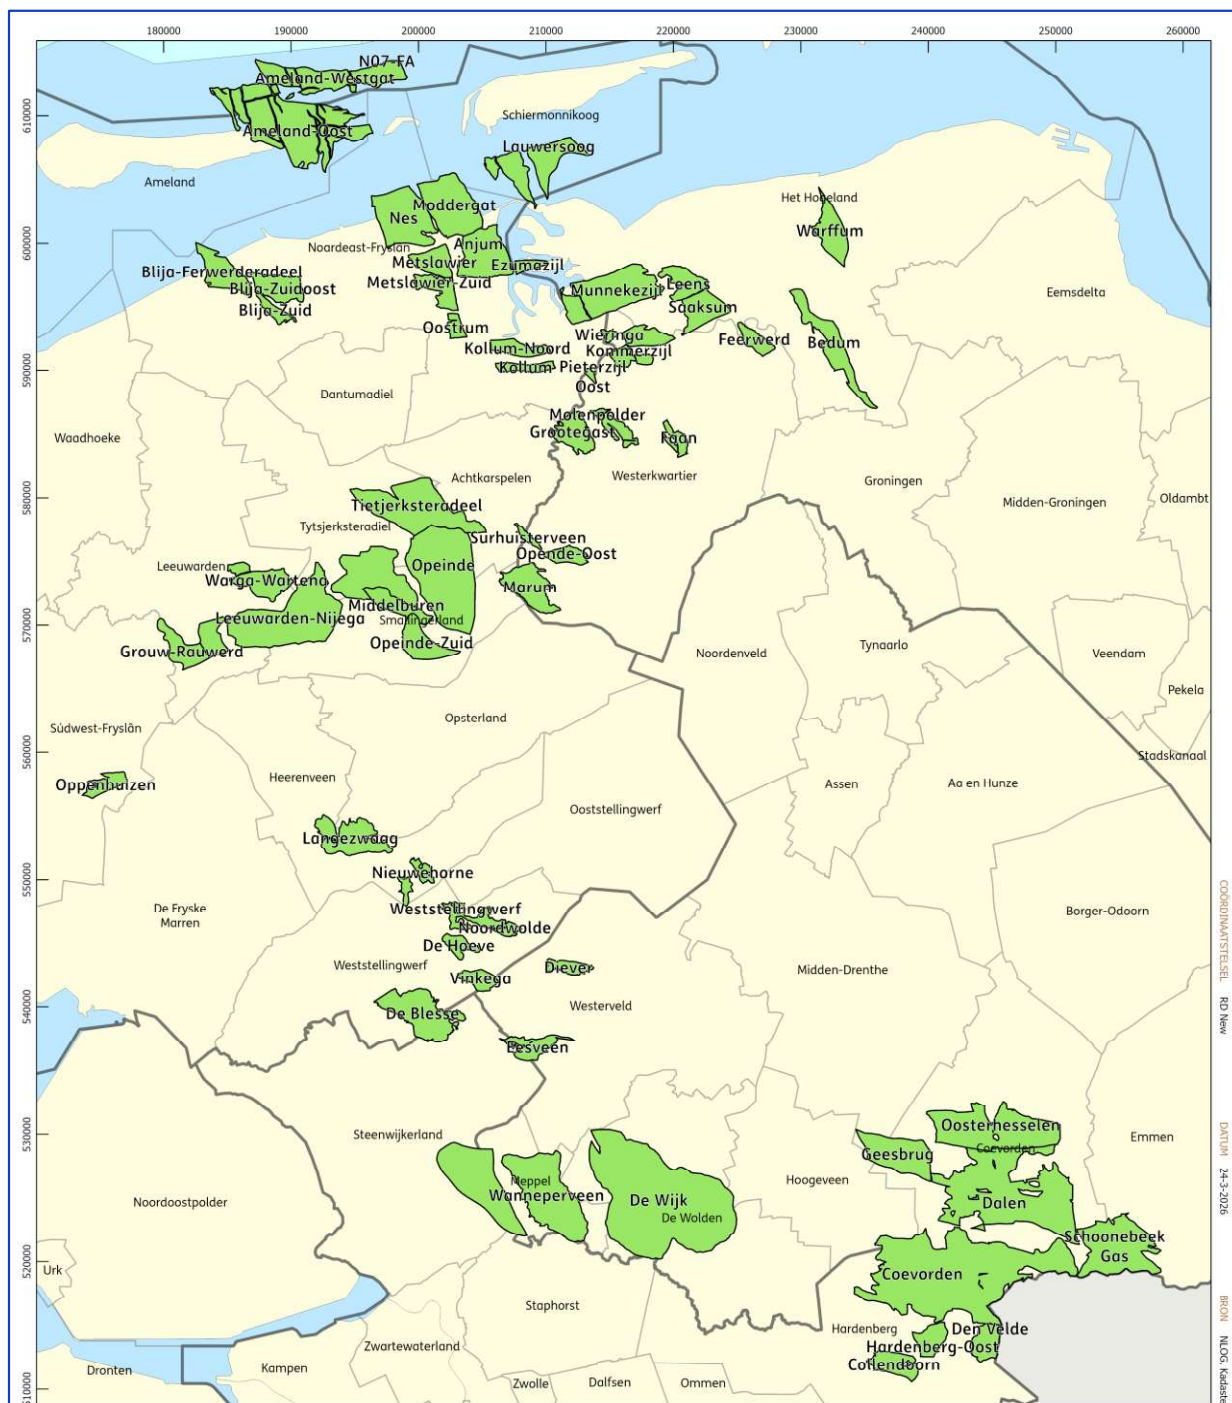 180000 190000 200000 210000 220000 230000 240000 250000 260000
N07-FA
Ameland-Westgat
610000
Schiermonnikoog
Ameland-Oost
Lauwersoog
Ameland
Het Hogeland
Moddergat
Nes
Warffum
600000
Noardeast-Fryslân
Anjum
Metslawier
Ezumazijl
Blija-Ferwerderadeel
Metslawier-Zuid
Leens
Blija-Zuidoost
Munnekezijl
Eemsdelta
Blija-Zuid
Saaksum
Oostrum
Wieringa
Feerwerd
Bedum
Kollum-Noord
Kommerzijl
590000
Kollum
Pieterzijl
Oost
Dantumadiel
Molenpolder
Grootegast
Waadhoeke
Faan
Achtkarspelen
Westerkwartier
Groningen
580000
Midden-Groningen
Oldambt
Tietjerksteradeel
Tytsjerksteradiel
Surhuisterveen
Opende-Oost
Leeuwarden
Opeinde
Warga-Wartena
Marum
Middelburen
Leeuwarden-Nijega
Smallingerland
570000
Opeinde-Zuid
Grouw-Rauwerd
Noordenveld
Tynaarlo
Veendam
Pekela
Opsterland
Súdwest-Fryslân
560000
Stadskanaal
Heerenveen
Oppenhuizen
Assen
Aa en Hunze
Ooststellingwerf
Langezwaag
Nieuwehorne
550000
De Fryske
Marren
Weststellingwerf
Borger-Odoorn
Noordwolde
De Hoeve
Weststellingwerf
Diever
Midden-Drenthe
Vinkega
540000
Westerveld
De Blesse
Eesveen
530000
Steenwijkerland
Oosterhesselen
Coevorden
Emmen
Geesbrug
Meppel
Hoogeveen
Wanneperveen
De Wijk
De Wolden
Noordoostpolder
Dalen
520000
Schoonebeek
Gas
Urk
Coevorden
Staphorst
Hardenberg
Den Velde
Zwartewaterland
Hardenberg-Oost
Dronten
Kampen
Collendoorn
Zwolle
Dalfsen
Ommen
510000
COÖRDINAATSTELSEL RD New
DATUM 24-3-2026
BRON NLOG, Kadaste